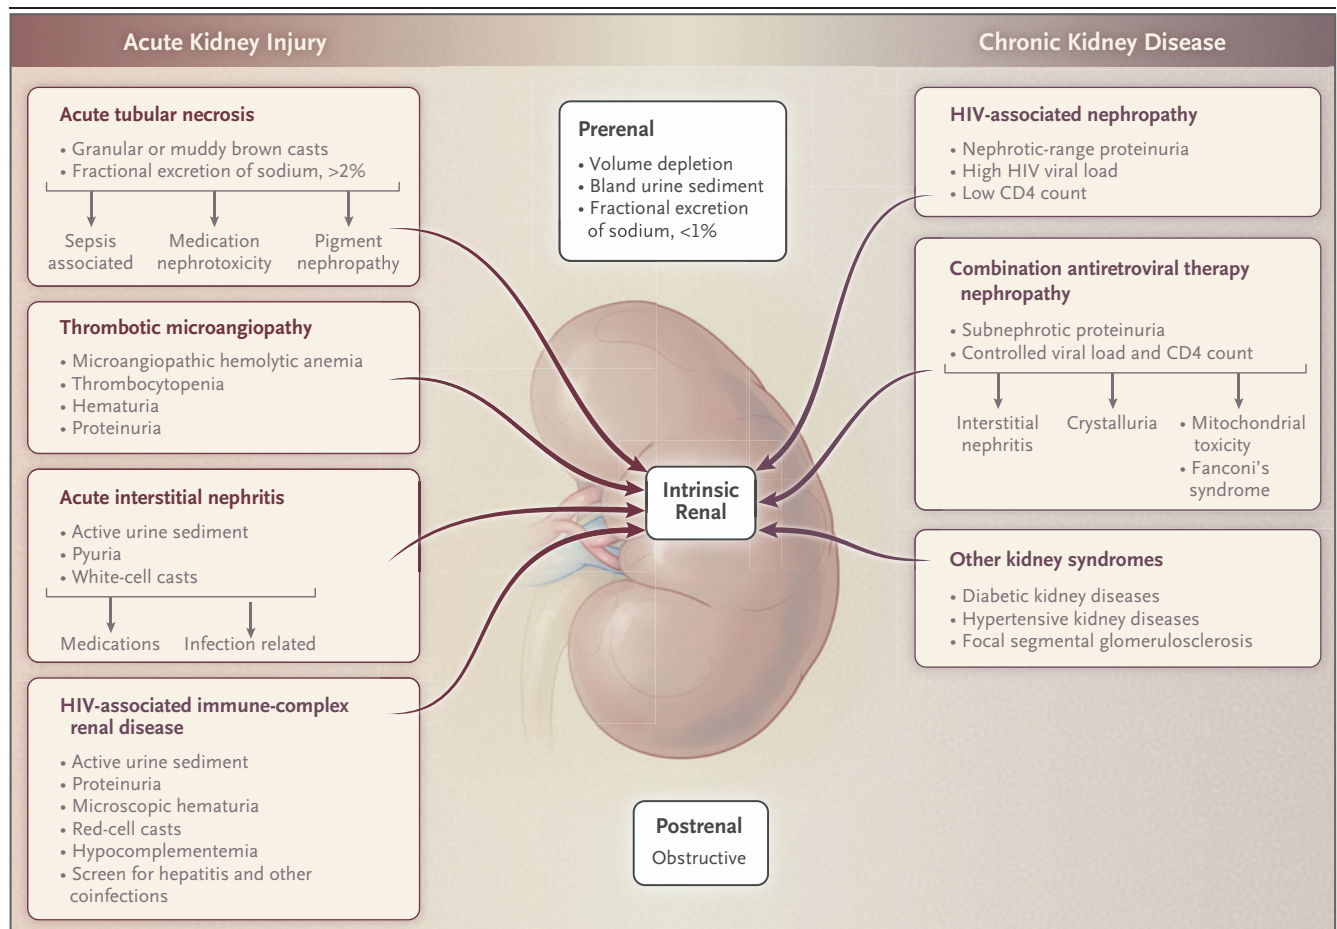 Acute Kidney Injury
Chronic Kidney Disease
Acute tubular necrosis
• Granular or muddy brown casts
• Fractional excretion of sodium, >2%
Sepsis
associated
Medication
nephrotoxicity
Pigment
nephropathy
Thrombotic microangiopathy
• Microangiopathic hemolytic anemia
• Thrombocytopenia
• Hematuria
• Proteinuria
Acute interstitial nephritis
• Active urine sediment
• Pyuria
• White-cell casts
Medications
Infection related
HIV-associated immune-complex
renal disease
• Active urine sediment
• Proteinuria
• Microscopic hematuria
• Red-cell casts
• Hypocomplementemia
• Screen for hepatitis and other
coinfections
Prerenal
• Volume depletion
• Bland urine sediment
• Fractional excretion
of sodium, <1%
Intrinsic
Renal
Postrenal
Obstructive
HIV-associated nephropathy
• Nephrotic-range proteinuria
• High HIV viral load
• Low CD4 count
Combination antiretroviral therapy
nephropathy
• Subnephrotic proteinuria
• Controlled viral load and CD4 count
Interstitial
nephritis
Crystalluria
• Mitochondrial
toxicity
• Fanconi’s
syndrome
Other kidney syndromes
• Diabetic kidney diseases
• Hypertensive kidney diseases
• Focal segmental glomerulosclerosis